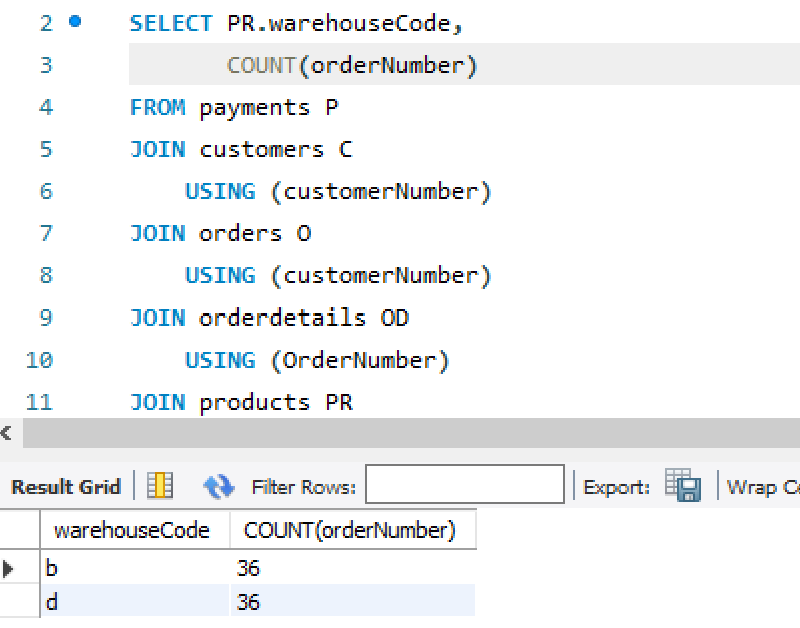 2 SELECT PR.warehouseCode,
3 COUNT(orderNumber)
4 FROM payments P
5 JOIN customers C
6 USING (customerNumber)
7 JOIN orders O
8 USING (customerNumber)
9 JOIN orderdetails OD
10 USING (OrderNumber)
11 JOIN products PR
Result Grid Filter Rows: Export: Wrap Ce
warehouseCode COUNT(orderNumber)
b 36
d 36